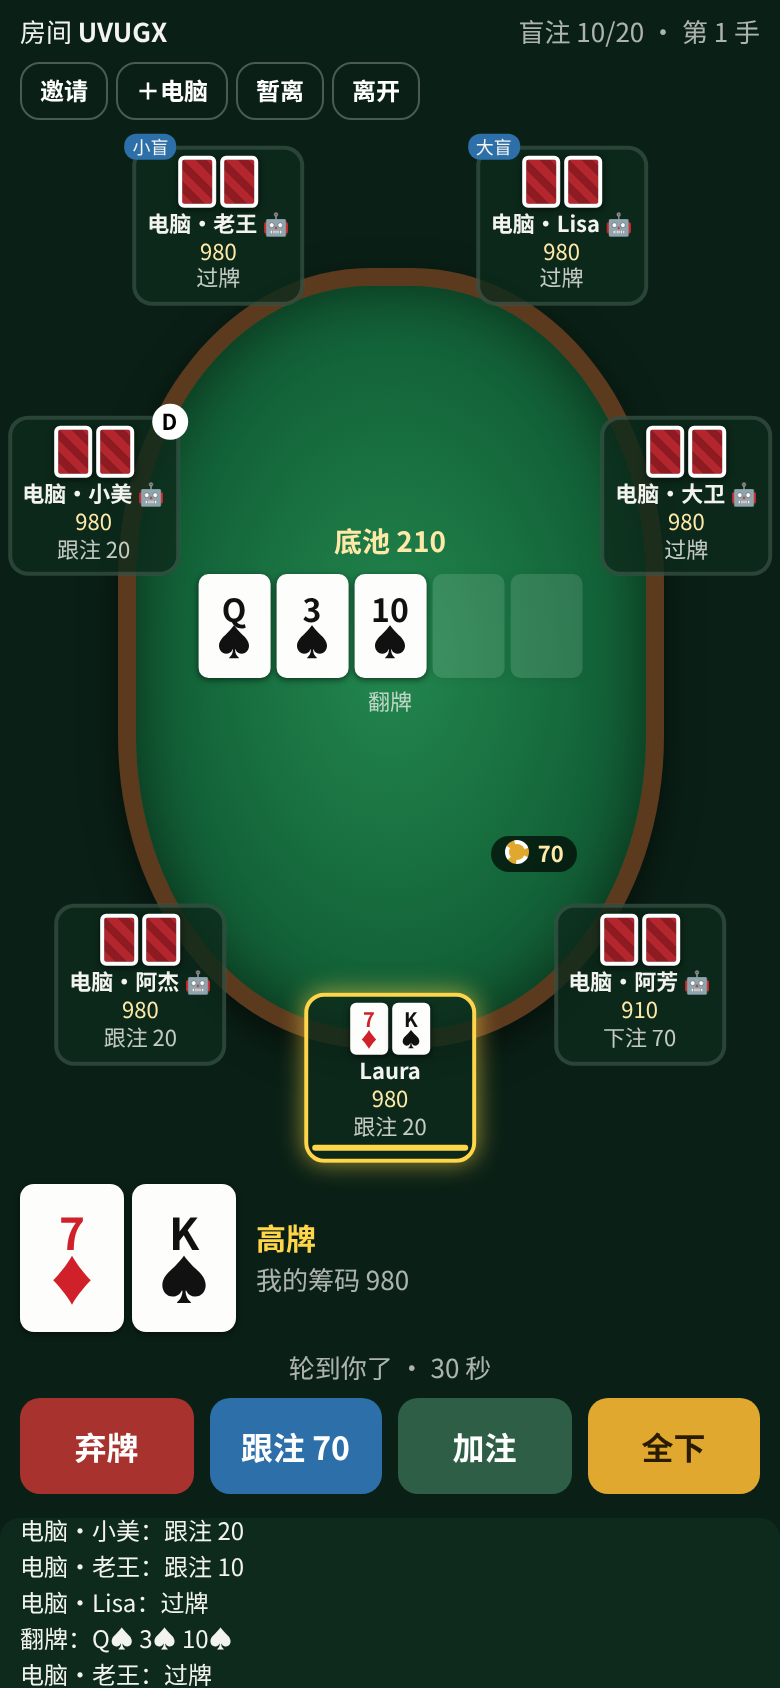 房间 UVUGX
盲注 10/20 · 第 1 手
邀请
＋电脑
暂离
离开
小盲
电脑·老王 🤖
980
过牌
大盲
电脑·Lisa 🤖
980
过牌
D
电脑·小美 🤖
980
跟注 20
电脑·大卫 🤖
980
过牌
底池 210
Q♠
3♠
10♠
翻牌
70
电脑·阿杰 🤖
980
跟注 20
电脑·阿芳 🤖
910
下注 70
7♦
K♠
Laura
980
跟注 20
7♦
K♠
高牌
我的筹码 980
轮到你了 · 30 秒
弃牌
跟注 70
加注
全下
电脑·小美：跟注 20
电脑·老王：跟注 10
电脑·Lisa：过牌
翻牌：Q♠ 3♠ 10♠
电脑·老王：过牌